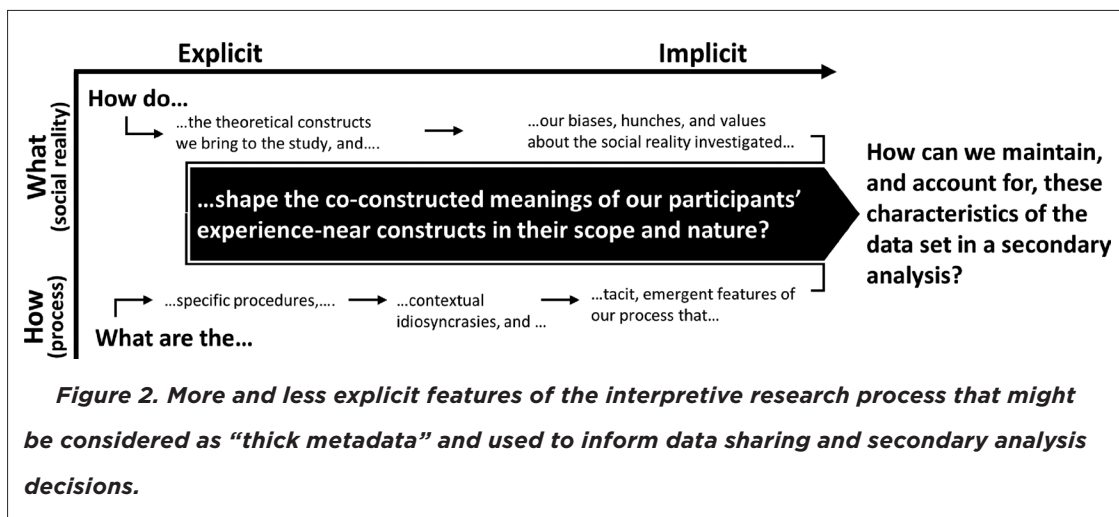 Explicit
Implicit
What
(social reality)
How do...
...the theoretical constructs
we bring to the study, and....
...our biases, hunches, and values
about the social reality investigated...
...shape the co-constructed meanings of our participants'
experience-near constructs in their scope and nature?
How can we maintain,
and account for, these
characteristics of the
data set in a secondary
analysis?
How
(process)
...specific procedures,....
...contextual
idiosyncrasies, and ...
...tacit, emergent features of
our process that...
What are the...
Figure 2. More and less explicit features of the interpretive research process that might
be considered as “thick metadata” and used to inform data sharing and secondary analysis
decisions.